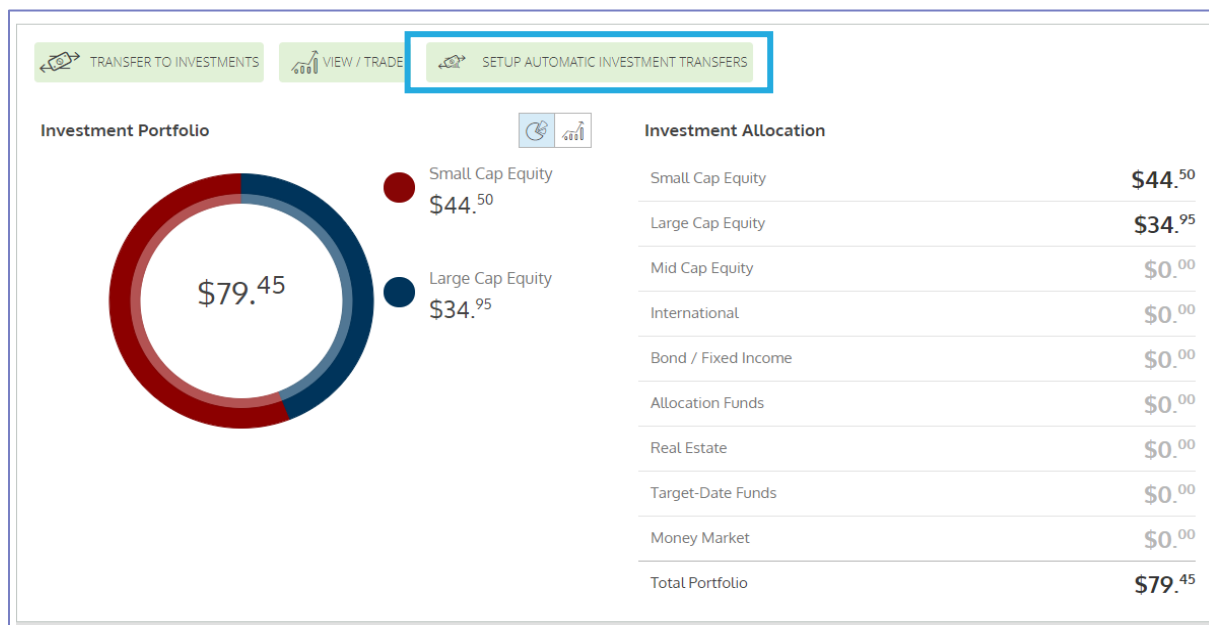 TRANSFER TO INVESTMENTS
VIEW / TRADE
SETUP AUTOMATIC INVESTMENT TRANSFERS
Investment Portfolio
Small Cap Equity
$44.50
Large Cap Equity
$34.95
$79.45
Investment Allocation
Small Cap Equity $44.50
Large Cap Equity $34.95
Mid Cap Equity $0.00
International $0.00
Bond / Fixed Income $0.00
Allocation Funds $0.00
Real Estate $0.00
Target-Date Funds $0.00
Money Market $0.00
Total Portfolio $79.45